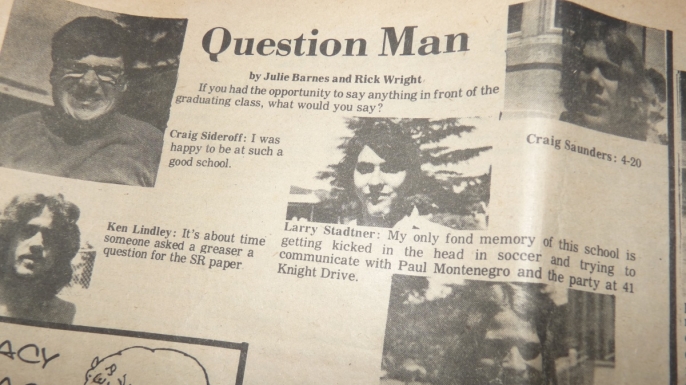 Question Man
by Julie Barnes and Rick Wright
If you had the opportunity to say anything in front of the
graduating class, what would you say?
Craig Sideroff: I was
happy to be at such a
good school.
Craig Saunders: 4-20
Ken Lindley: It's about time
someone asked a greaser a
question for the SR paper
Larry Stadtner: My only fond memory of this school is
getting kicked in the head in soccer and trying to
communicate with Paul Montenegro and the party at 41
Knight Drive.
ACY